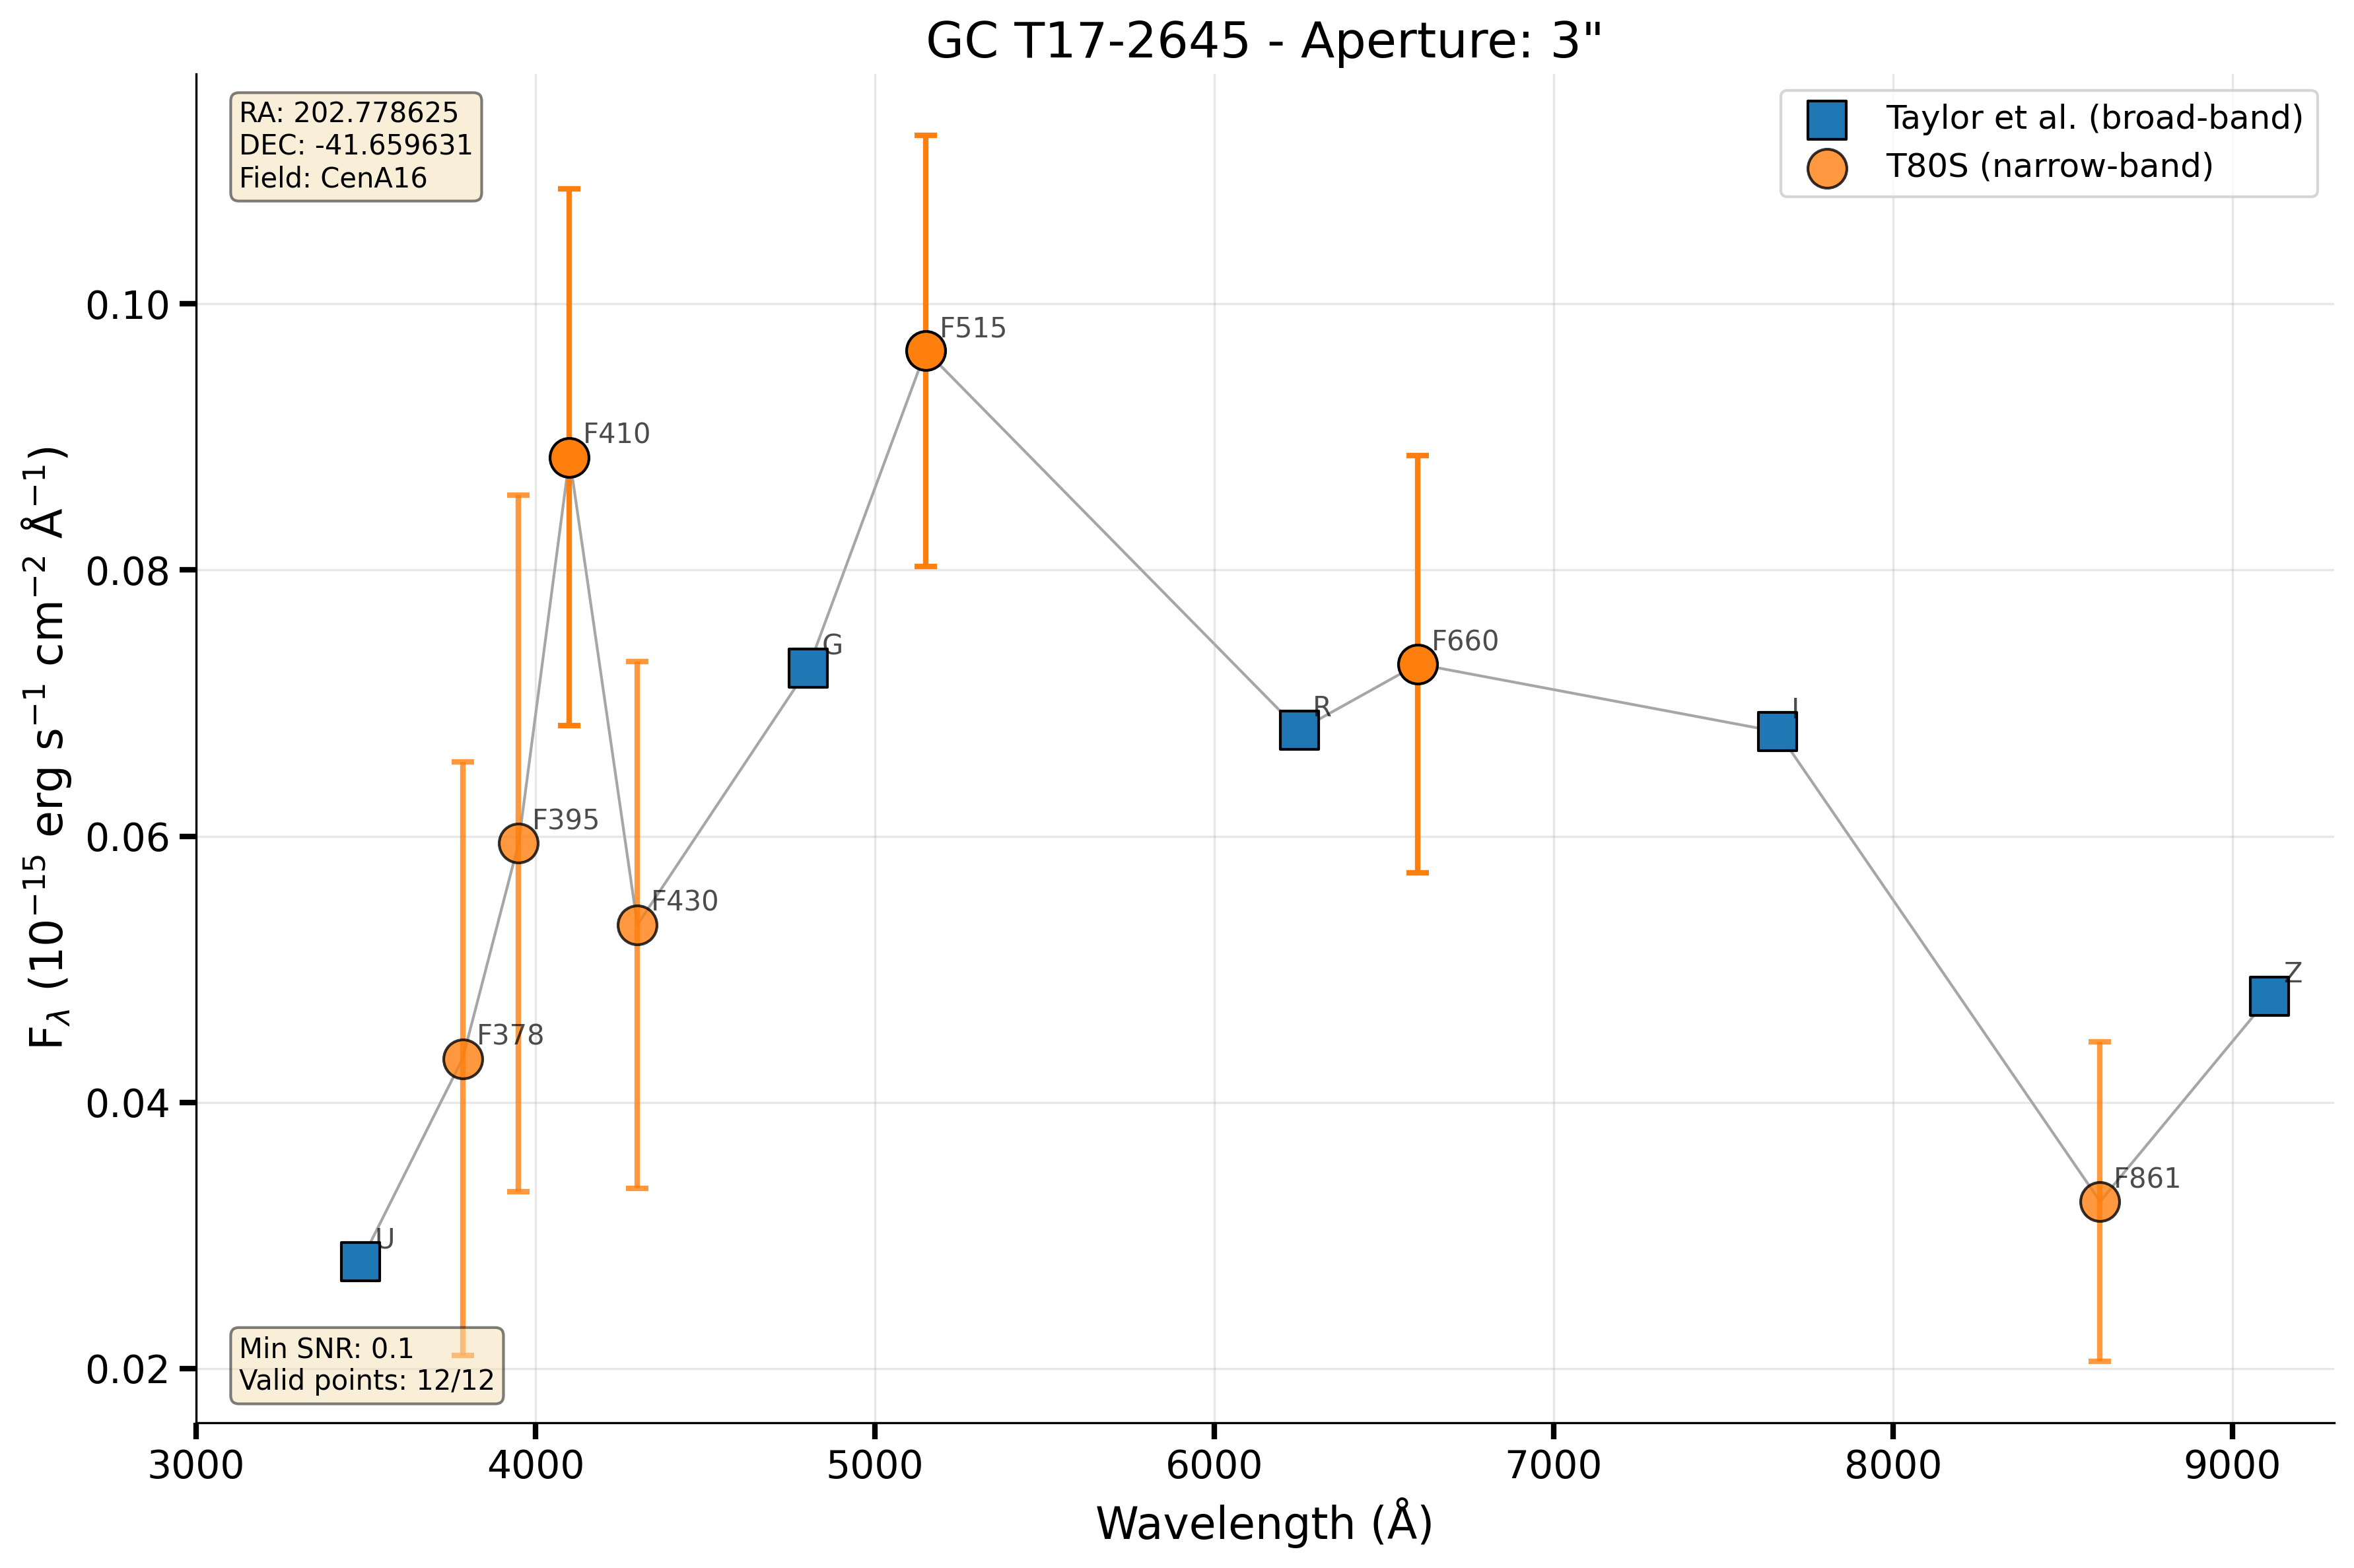 GC T17-2645 - Aperture: 3"
RA: 202.778625
DEC: -41.659631
Field: CenA16
Taylor et al. (broad-band)
T80S (narrow-band)
F515
F410
G
F660
R
I
F395
F430
Z
F378
F861
U
Min SNR: 0.1
Valid points: 12/12
0.10
0.08
0.06
0.04
0.02
F_λ (10⁻¹⁵ erg s⁻¹ cm⁻² Å⁻¹)
3000 4000 5000 6000 7000 8000 9000
Wavelength (Å)